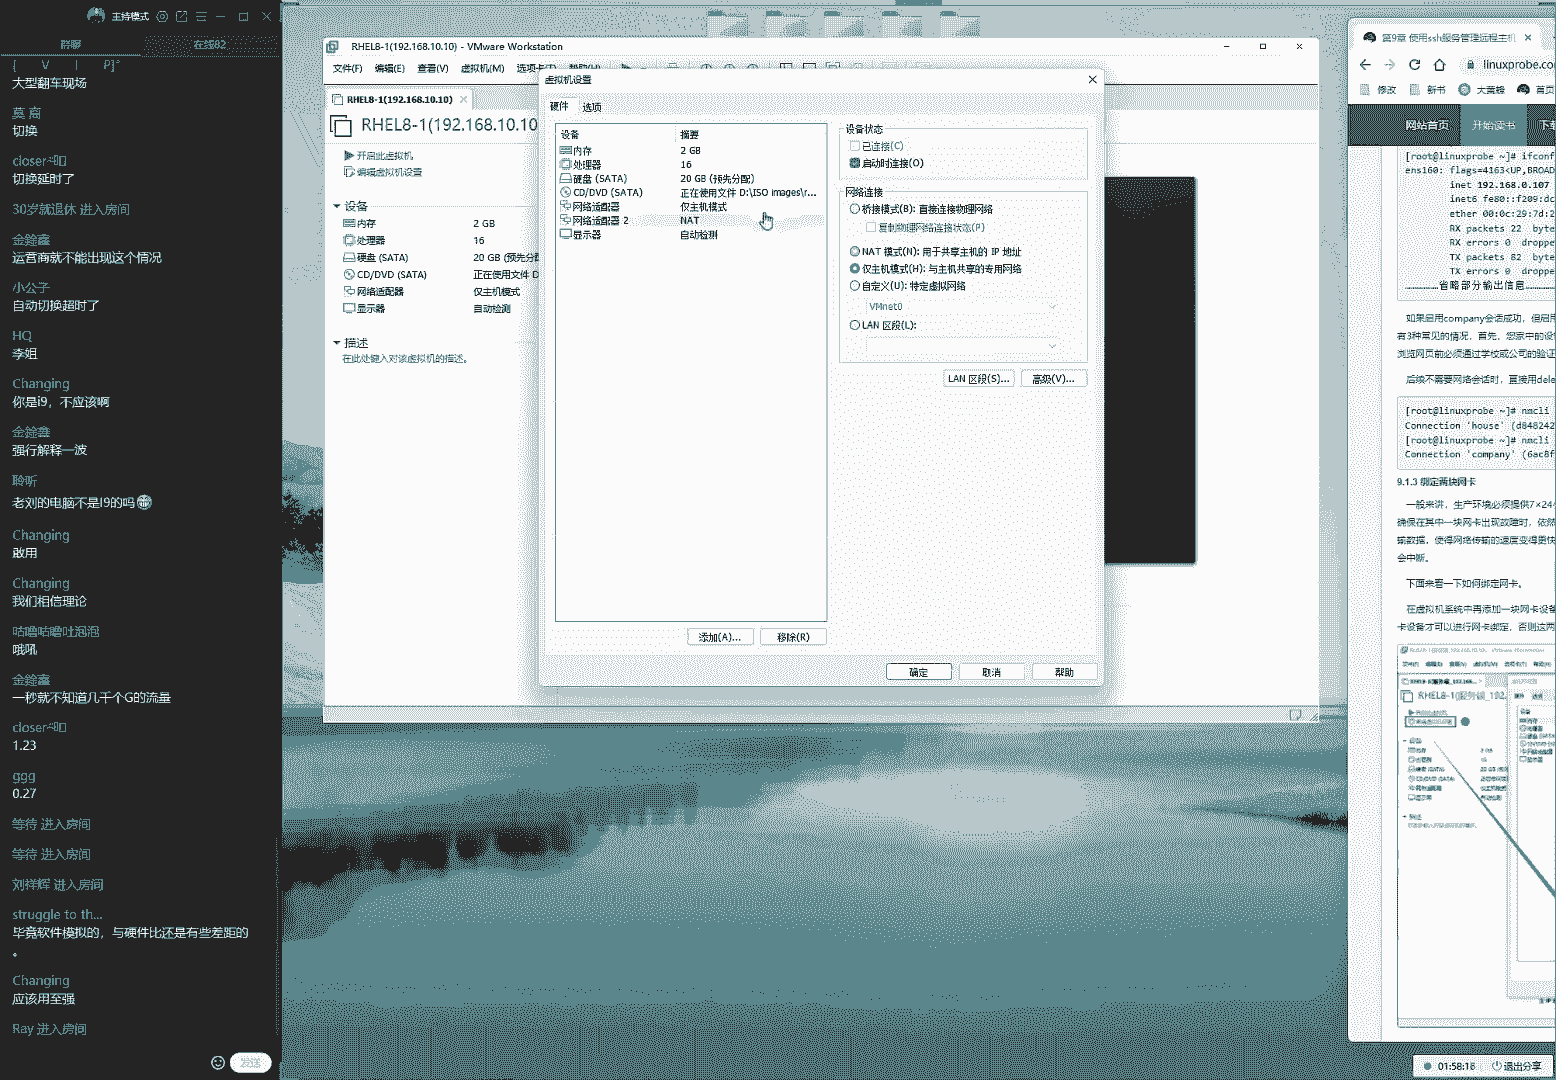 主持模式
群聊
在线82
大型翻车现场
切换
切换延时了
30岁就退休 进入房间
金鎗鑫
运营商就不能出现这个情况
小公子
自动切换超时了
HQ
李姐
Changing
你是i9，不应该啊
强行解释一波
聆听
老刘的电脑不是I9的吗
Changing
敢用
Changing
我们相信理论
咕噜咕噜吐泡泡
哦吼
一秒就不知道几千个G的流量
1.23
ggg
0.27
等待 进入房间
等待 进入房间
刘祥辉 进入房间
struggle to th...
毕竟软件模拟的，与硬件比还是有些差距的
。
Changing
应该用至强
Ray 进入房间
发送
RHEL8-1(192.168.10.10) - VMware Workstation
文件(F) 编辑(E) 查看(V) 虚拟机(M) 选项卡(T) 帮助(H)
RHEL8-1(192.168.10.10)
RHEL8-1(192.168.10.10
开启此虚拟机
编辑虚拟机设置
设备
内存 2 GB
处理器 16
硬盘 (SATA) 20 GB (预先分配
CD/DVD (SATA) 正在使用文件 D
网络适配器 仅主机模式
显示器 自动检测
描述
在此处键入对该虚拟机的描述。
虚拟机设置
硬件 选项
设备 摘要
内存 2 GB
处理器 16
硬盘 (SATA) 20 GB (预先分配)
CD/DVD (SATA) 正在使用文件 D:\ISO images\r...
网络适配器 仅主机模式
网络适配器 2 NAT
显示器 自动检测
添加(A)... 移除(R)
设备状态
已连接(C)
启动时连接(O)
网络连接
桥接模式(B): 直接连接物理网络
复制物理网络连接状态(P)
NAT 模式(N): 用于共享主机的 IP 地址
仅主机模式(H): 与主机共享的专用网络
自定义(U): 特定虚拟网络
VMnet0
LAN 区段(L):
LAN 区段(S)... 高级(V)...
确定 取消 帮助
第9章 使用ssh服务管理远程主机
linuxprobe.co
修改 新书 大黄蜂 首页
网站首页 开始读书 下载
[root@linuxprobe ~]# ifconf
ens160: flags=4163<UP,BROAD
inet 192.168.0.107
inet6 fe80::f209:dc
ether 00:0c:29:7d:2
RX packets 22 byte
RX errors 0 droppe
TX packets 82 byte
TX errors 0 droppe
………………省略部分输出信息………………
如果启用company会话成功，但启用
有3种常见的情况。首先，您家中的设
浏览网页前必须通过学校或公司的验证
后续不需要网络会话时，直接用dele
[root@linuxprobe ~]# nmcli
Connection 'house' (d848242
[root@linuxprobe ~]# nmcli
Connection 'company' (6ac8f
9.1.3 绑定两块网卡
一般来讲，生产环境必须提供7×24
确保在其中一块网卡出现故障时，依然
输数据，使得网络传输的速度变得更快
会中断。
下面来看一下如何绑定网卡。
在虚拟机系统中再添加一块网卡设备
卡设备才可以进行网卡绑定，否则这两
01:58:16 退出分享